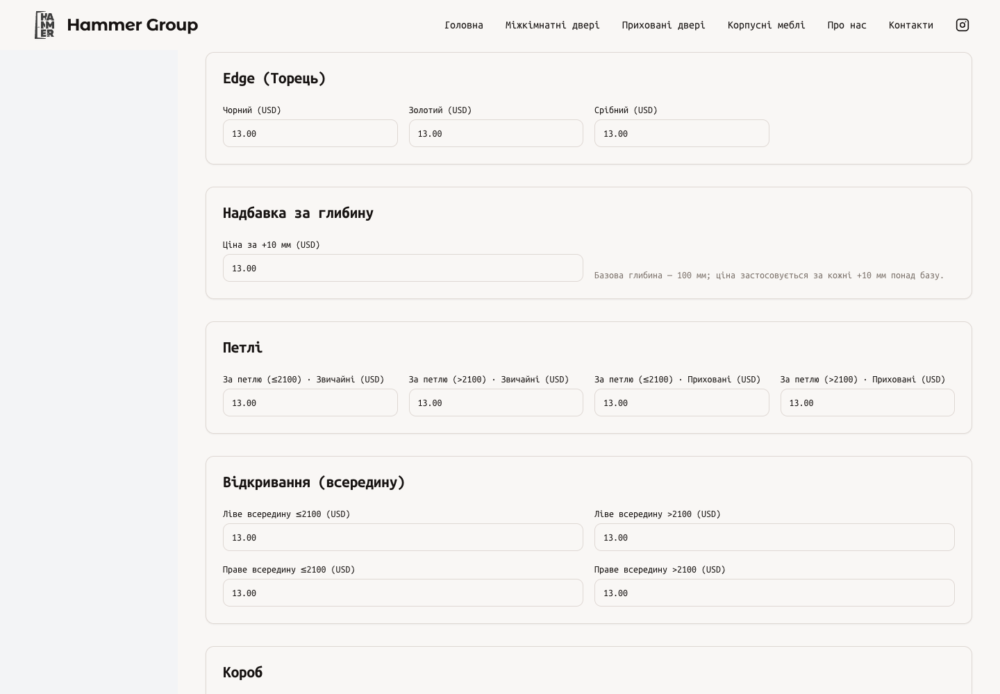 HAMMER Hammer Group Головна Міжкімнатні двері Приховані двері Корпусні меблі Про нас Контакти
Edge (Торець)
Чорний (USD) Золотий (USD) Срібний (USD)
13.00 13.00 13.00
Надбавка за глибину
Ціна за +10 мм (USD)
13.00 Базова глибина — 100 мм; ціна застосовується за кожні +10 мм понад базу.
Петлі
За петлю (≤2100) · Звичайні (USD) За петлю (>2100) · Звичайні (USD) За петлю (≤2100) · Приховані (USD) За петлю (>2100) · Приховані (USD)
13.00 13.00 13.00 13.00
Відкривання (всередину)
Ліве всередину ≤2100 (USD) Ліве всередину >2100 (USD)
13.00 13.00
Праве всередину ≤2100 (USD) Праве всередину >2100 (USD)
13.00 13.00
Короб